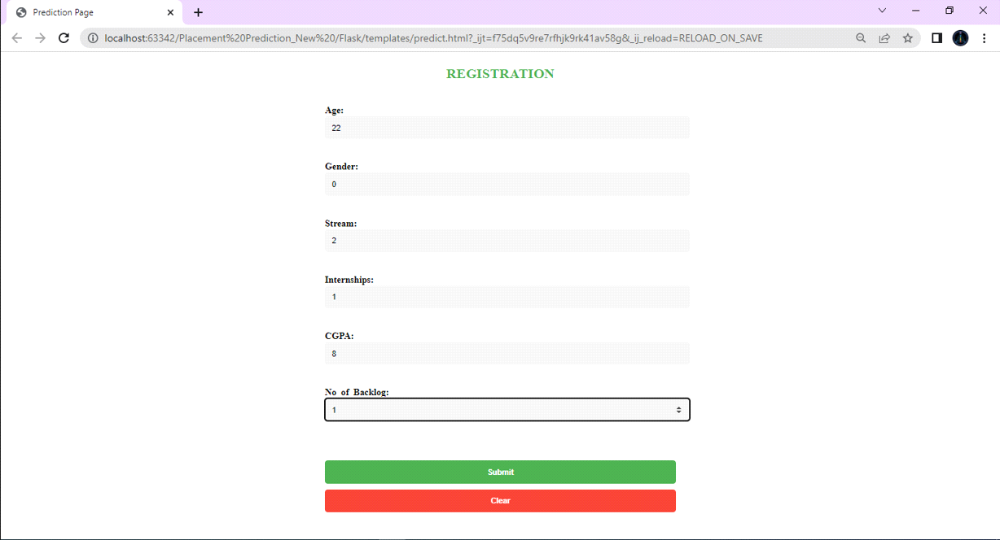 Prediction Page
localhost:63342/Placement%20Prediction_New%20/Flask/templates/predict.html?_ijt=f75dq5v9re7rfhjk9rk41av58g&_ij_reload=RELOAD_ON_SAVE
REGISTRATION
Age:
22
Gender:
0
Stream:
2
Internships:
1
CGPA:
8
No of Backlog:
1
Submit
Clear